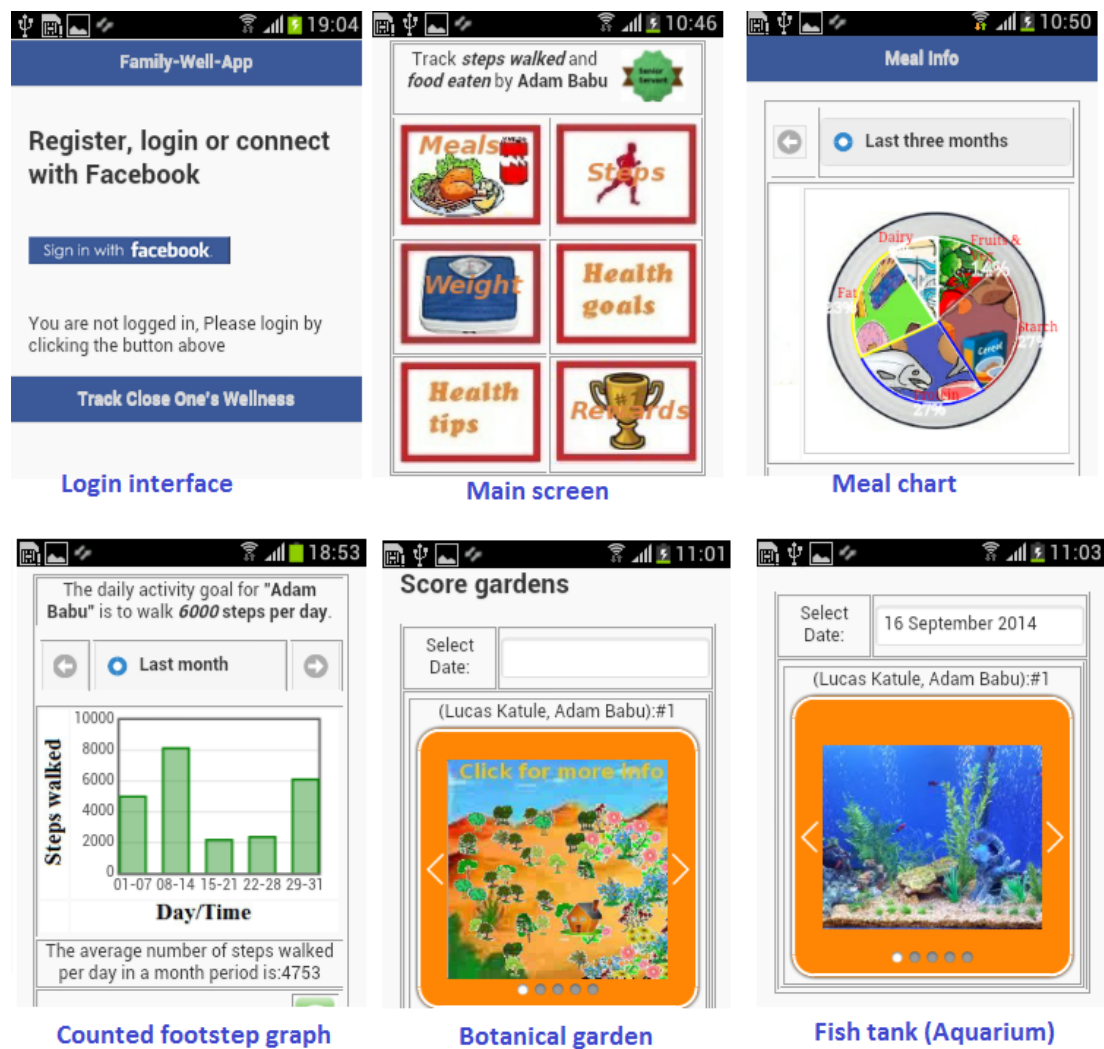 19:04
Family-Well-App
Register, login or connect
with Facebook
Sign in with facebook.
You are not logged in, Please login by
clicking the button above
Track Close One's Wellness
Login interface
10:46
Track steps walked and
food eaten by Adam Babu
Senior
Servant
Meals
Steps
Weight
Health
goals
Health
tips
#1
Rewards
Main screen
10:50
Meal Info
Last three months
Dairy
Fruits &
14%
Fat
23%
Starch
27%
Cereal
Protein
27%
Meal chart
18:53
The daily activity goal for "Adam
Babu" is to walk 6000 steps per day.
Last month
Steps walked
10000
8000
6000
4000
2000
0
01-07 08-14 15-21 22-28 29-31
Day/Time
The average number of steps walked
per day in a month period is:4753
Counted footstep graph
11:01
Score gardens
Select
Date:
(Lucas Katule, Adam Babu):#1
Click for more info
Botanical garden
11:03
Select
Date:
16 September 2014
(Lucas Katule, Adam Babu):#1
Fish tank (Aquarium)